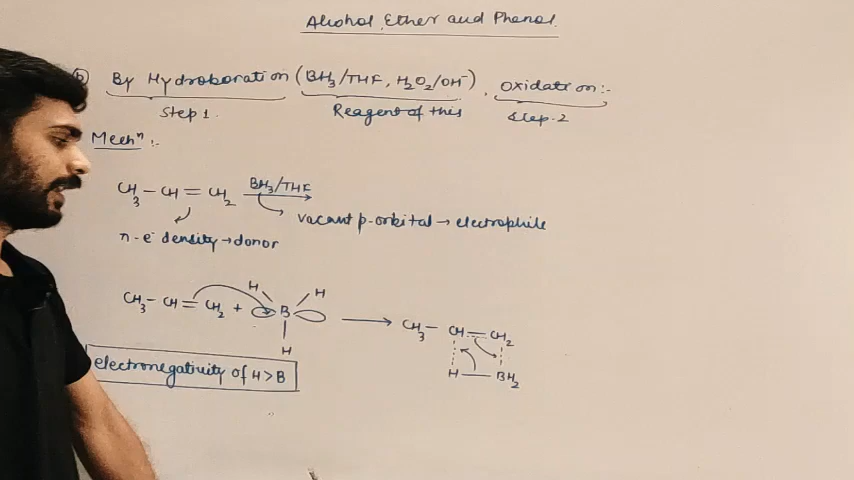 Alcohol, Ether and Phenol.
(b) By Hydroboration (BH3/THF, H2O2/OH-), Oxidation :-
Step 1. Reagent of this Step-2
Mechn :-
CH3-CH=CH2 BH3/THF →
vacant p-orbital → electrophile
π-e- density → donor
CH3-CH=CH2 + H B H H → CH3-CH=CH2
H-BH2
electronegativity of H>B